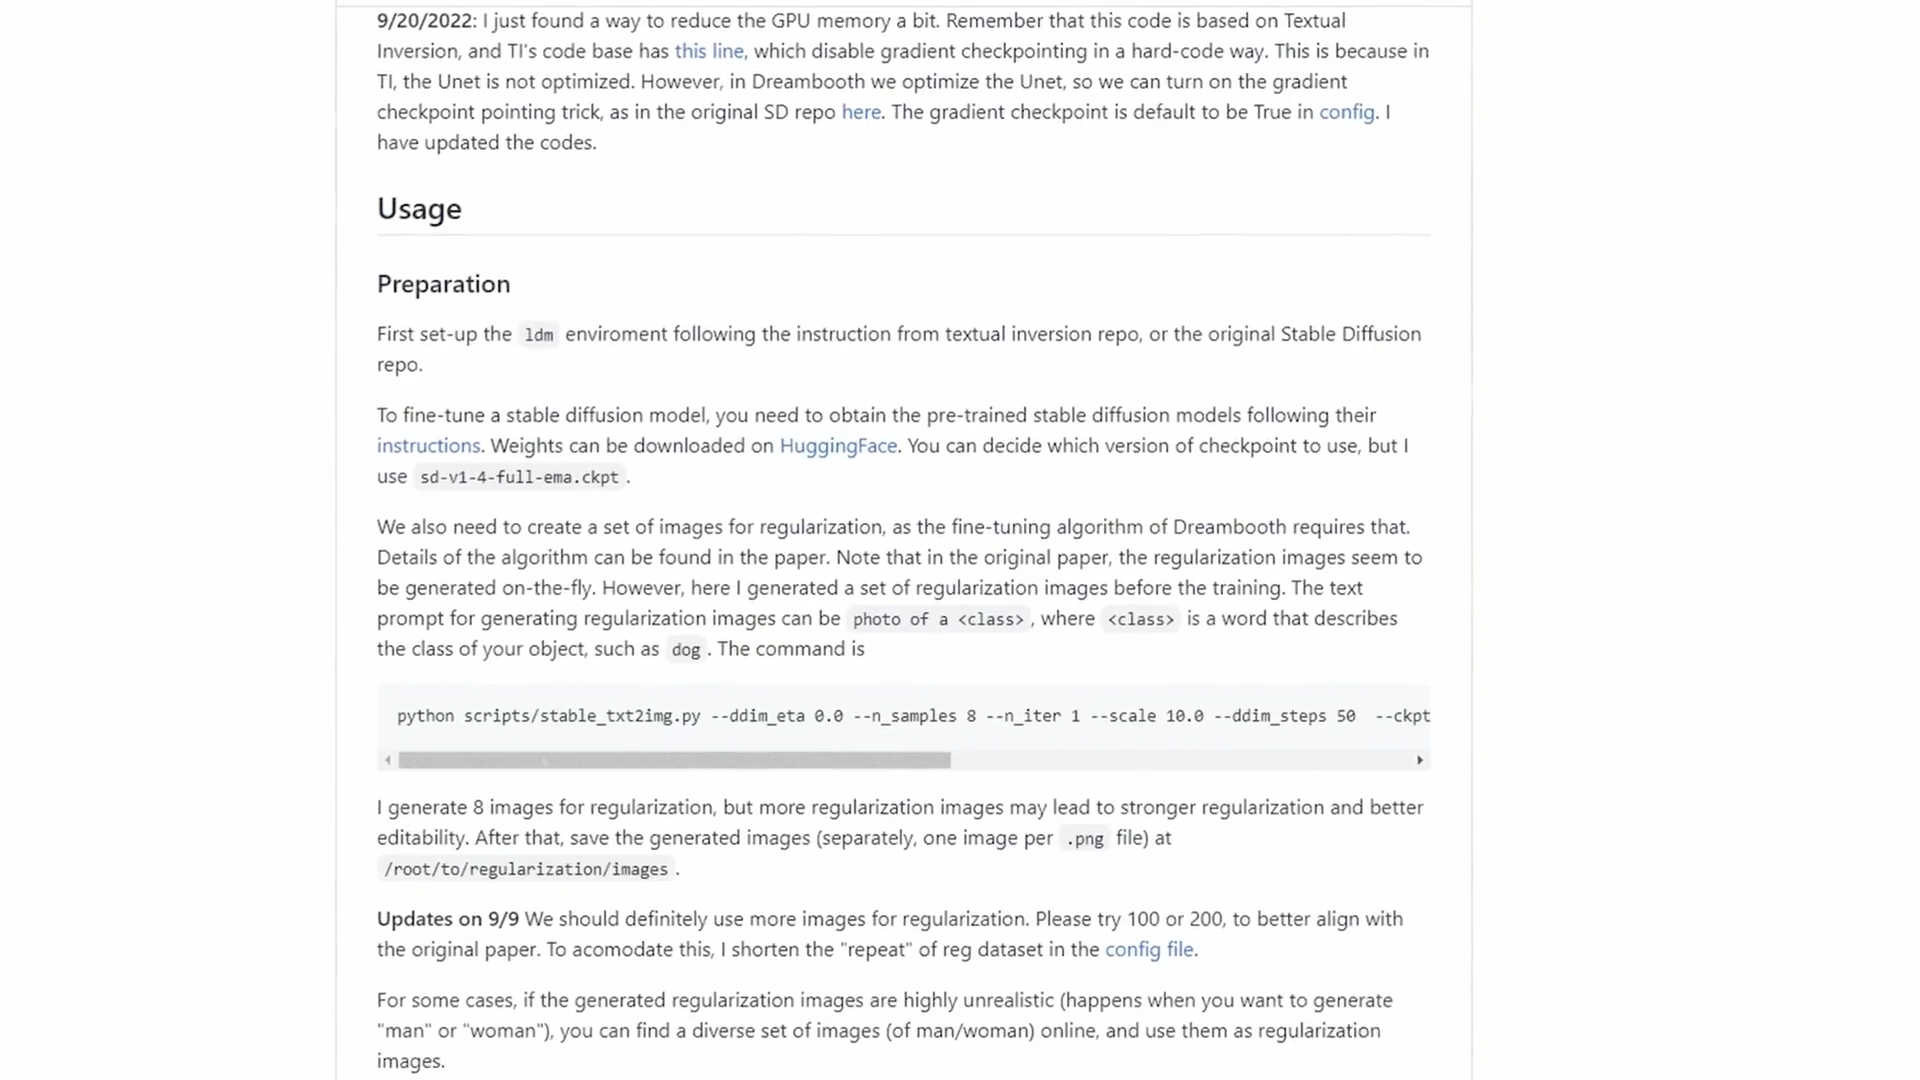 9/20/2022: I just found a way to reduce the GPU memory a bit. Remember that this code is based on Textual
Inversion, and TI's code base has this line, which disable gradient checkpointing in a hard-code way. This is because in
TI, the Unet is not optimized. However, in Dreambooth we optimize the Unet, so we can turn on the gradient
checkpoint pointing trick, as in the original SD repo here. The gradient checkpoint is default to be True in config. I
have updated the codes.
Usage
Preparation
First set-up the ldm enviroment following the instruction from textual inversion repo, or the original Stable Diffusion
repo.
To fine-tune a stable diffusion model, you need to obtain the pre-trained stable diffusion models following their
instructions. Weights can be downloaded on HuggingFace. You can decide which version of checkpoint to use, but I
use sd-v1-4-full-ema.ckpt .
We also need to create a set of images for regularization, as the fine-tuning algorithm of Dreambooth requires that.
Details of the algorithm can be found in the paper. Note that in the original paper, the regularization images seem to
be generated on-the-fly. However, here I generated a set of regularization images before the training. The text
prompt for generating regularization images can be photo of a <class> , where <class> is a word that describes
the class of your object, such as dog . The command is
python scripts/stable_txt2img.py --ddim_eta 0.0 --n_samples 8 --n_iter 1 --scale 10.0 --ddim_steps 50  --ckpt
I generate 8 images for regularization, but more regularization images may lead to stronger regularization and better
editability. After that, save the generated images (separately, one image per .png file) at
/root/to/regularization/images .
Updates on 9/9 We should definitely use more images for regularization. Please try 100 or 200, to better align with
the original paper. To acomodate this, I shorten the "repeat" of reg dataset in the config file.
For some cases, if the generated regularization images are highly unrealistic (happens when you want to generate
"man" or "woman"), you can find a diverse set of images (of man/woman) online, and use them as regularization
images.